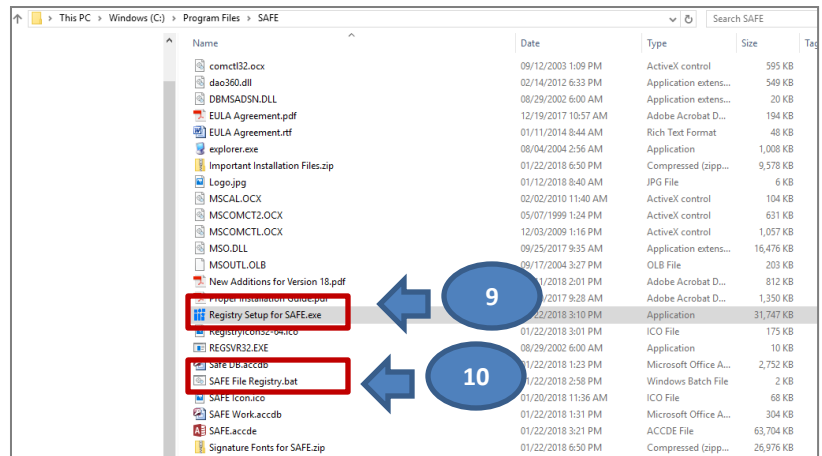 This PC > Windows (C:) > Program Files > SAFE Search SAFE
Name Date Type Size Tag
comctl32.ocx 09/12/2003 1:09 PM ActiveX control 595 KB
dao360.dll 02/14/2012 6:33 PM Application extens... 549 KB
DBMSADSN.DLL 08/29/2002 6:00 AM Application extens... 20 KB
EULA Agreement.pdf 12/19/2017 10:57 AM Adobe Acrobat D... 194 KB
EULA Agreement.rtf 01/11/2014 8:44 AM Rich Text Format 48 KB
explorer.exe 08/04/2004 2:56 AM Application 1,008 KB
Important Installation Files.zip 01/22/2018 6:50 PM Compressed (zipp... 9,578 KB
Logo.jpg 01/12/2018 8:40 AM JPG File 6 KB
MSCAL.OCX 02/02/2010 11:40 AM ActiveX control 104 KB
MSCOMCT2.OCX 05/07/1999 1:24 PM ActiveX control 631 KB
MSCOMCTL.OCX 12/03/2009 1:16 PM ActiveX control 1,057 KB
MSO.DLL 09/25/2017 9:35 AM Application extens... 16,476 KB
MSOUTL.OLB 09/17/2004 3:27 PM OLB File 203 KB
New Additions for Version 18.pdf /2018 2:01 PM Adobe Acrobat D... 812 KB
Proper Installation Guide.pdf /2017 9:28 AM Adobe Acrobat D... 1,350 KB
9
Registry Setup for SAFE.exe /22/2018 3:10 PM Application 31,747 KB
RegistryIcon32-64.ico 01/22/2018 3:01 PM ICO File 175 KB
REGSVR32.EXE 08/29/2002 6:00 AM Application 10 KB
Safe DB.accdb /22/2018 1:23 PM Microsoft Office A... 2,752 KB
10
SAFE File Registry.bat /22/2018 2:58 PM Windows Batch File 2 KB
SAFE Icon.ico 01/20/2018 11:36 AM ICO File 68 KB
SAFE Work.accdb 01/22/2018 1:31 PM Microsoft Office A... 304 KB
SAFE.accde 01/22/2018 3:21 PM ACCDE File 63,704 KB
Signature Fonts for SAFE.zip 01/22/2018 6:50 PM Compressed (zipp... 26,976 KB